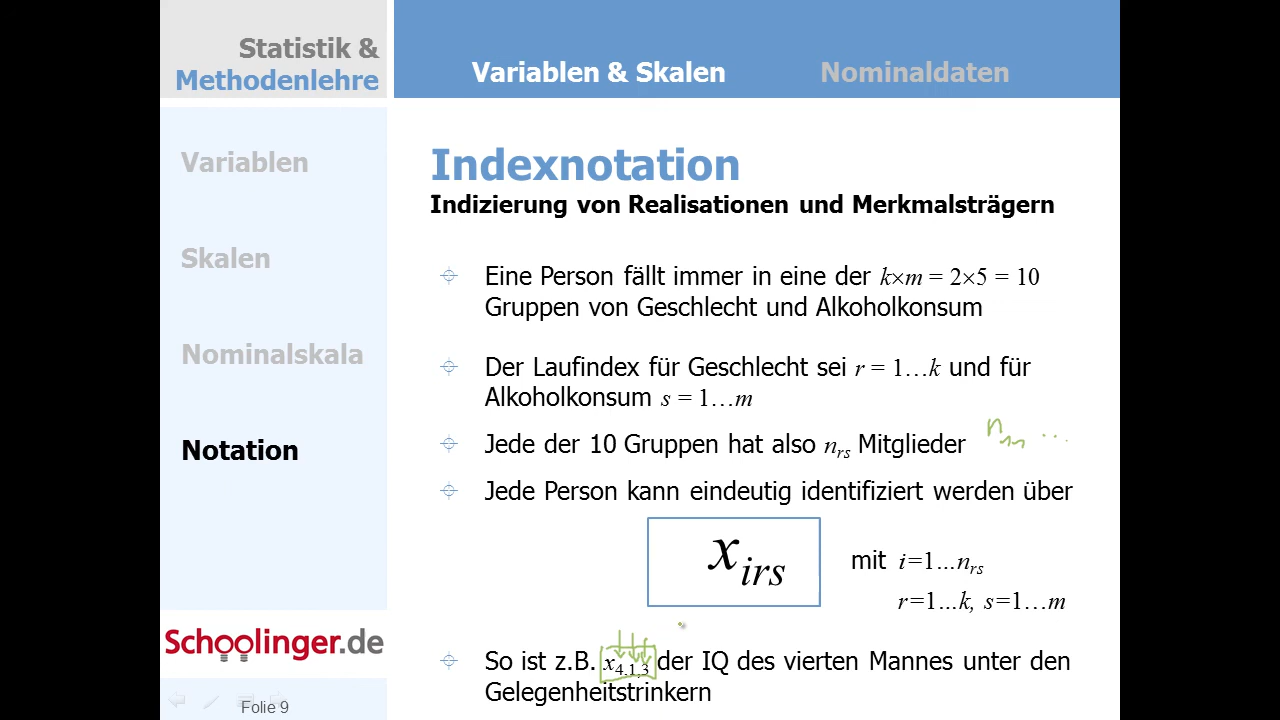 Statistik &
Methodenlehre
Variablen & Skalen
Nominaldaten
Variablen
Skalen
Nominalskala
Notation
Indexnotation
Indizierung von Realisationen und Merkmalsträgern
Eine Person fällt immer in eine der k×m = 2×5 = 10
Gruppen von Geschlecht und Alkoholkonsum
Der Laufindex für Geschlecht sei r = 1…k und für
Alkoholkonsum s = 1…m
Jede der 10 Gruppen hat also nrs Mitglieder
n11 ...
Jede Person kann eindeutig identifiziert werden über
xirs
mit i=1...nrs
r=1...k, s=1…m
So ist z.B. x4,1,3 der IQ des vierten Mannes unter den
Gelegenheitstrinkern
Schoolinger.de
Folie 9